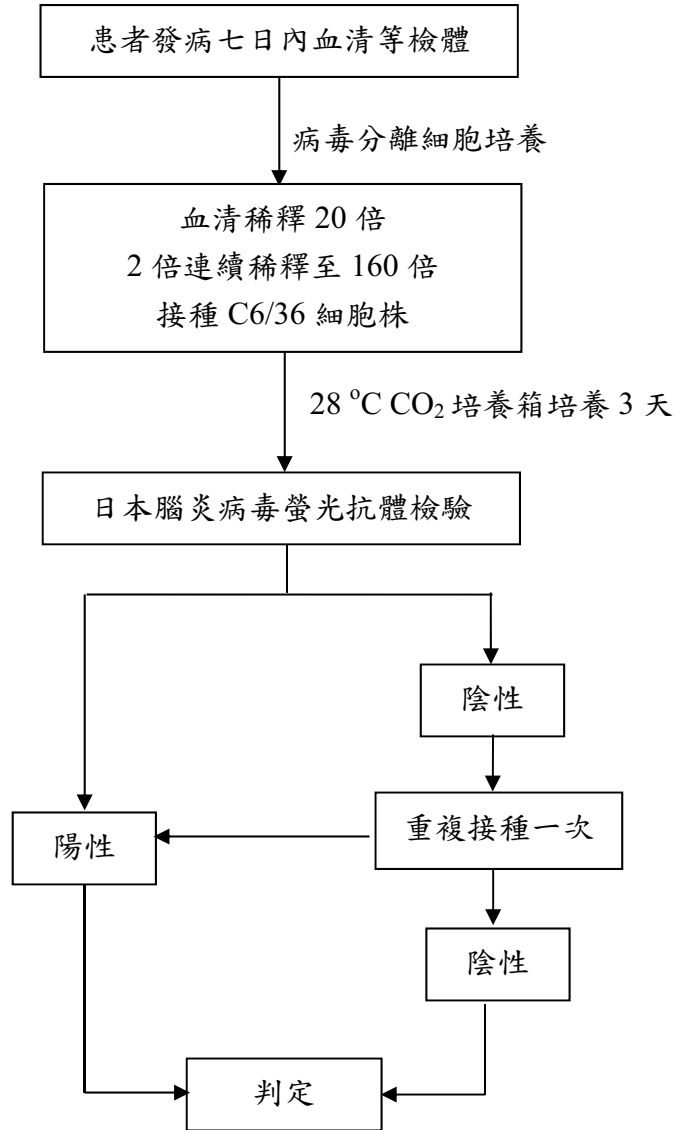 患者發病七日內血清等檢體
病毒分離細胞培養
血清稀釋 20 倍
2 倍連續稀釋至 160 倍
接種 C6/36 細胞株
28 °C CO₂ 培養箱培養 3 天
日本腦炎病毒螢光抗體檢驗
陰性
重複接種一次
陽性
陰性
判定